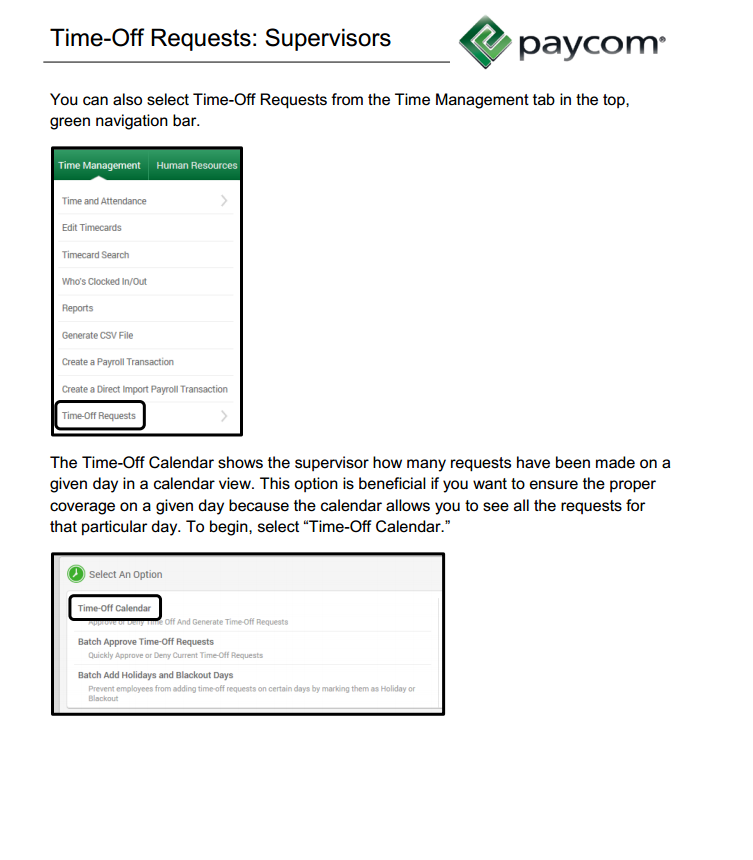 Time-Off Requests: Supervisors
paycom®
You can also select Time-Off Requests from the Time Management tab in the top,
green navigation bar.
Time Management Human Resources
Time and Attendance
Edit Timecards
Timecard Search
Who's Clocked In/Out
Reports
Generate CSV File
Create a Payroll Transaction
Create a Direct Import Payroll Transaction
Time-Off Requests
The Time-Off Calendar shows the supervisor how many requests have been made on a
given day in a calendar view. This option is beneficial if you want to ensure the proper
coverage on a given day because the calendar allows you to see all the requests for
that particular day. To begin, select “Time-Off Calendar.”
Select An Option
Time-Off Calendar
Approve or Deny Time Off And Generate Time-Off Requests
Batch Approve Time-Off Requests
Quickly Approve or Deny Current Time-Off Requests
Batch Add Holidays and Blackout Days
Prevent employees from adding time-off requests on certain days by marking them as Holiday or
Blackout